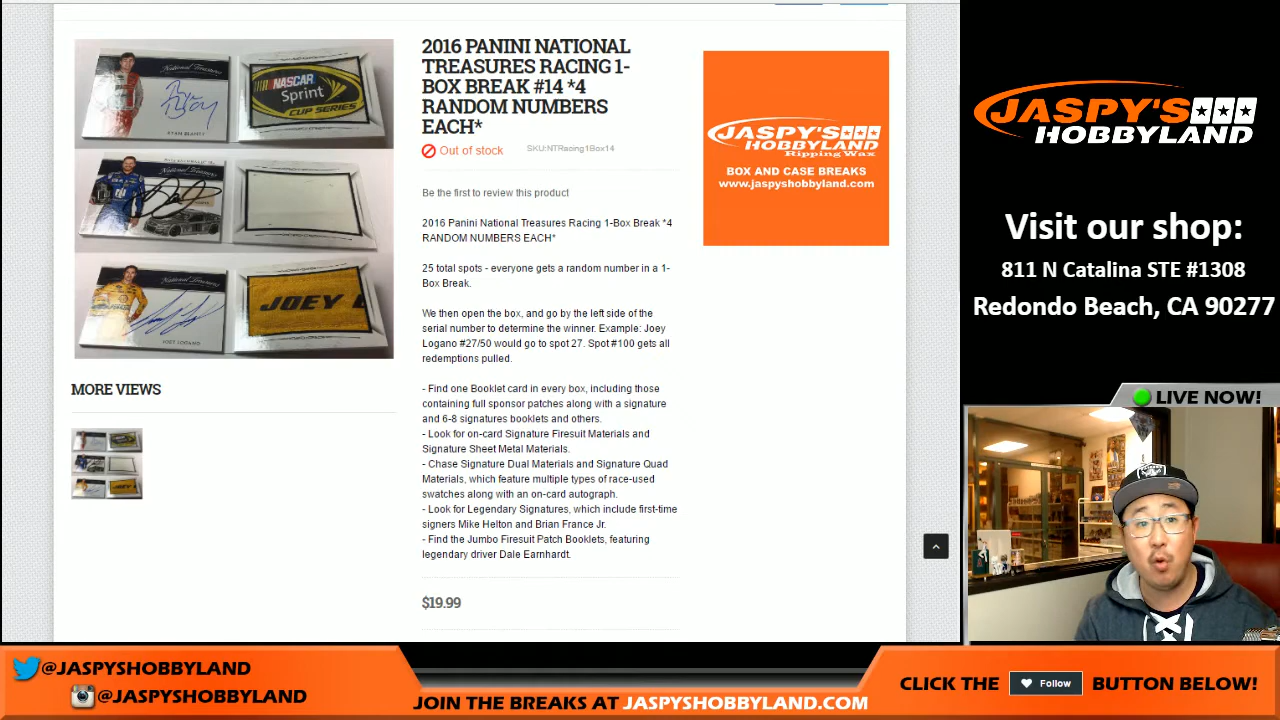 2016 PANINI NATIONAL
TREASURES RACING 1-
BOX BREAK #14 *4
RANDOM NUMBERS
EACH*
Out of stock
SKU:NTRacing1Box14
Be the first to review this product
2016 Panini National Treasures Racing 1-Box Break *4
RANDOM NUMBERS EACH*
25 total spots - everyone gets a random number in a 1-
Box Break.
We then open the box, and go by the left side of the
serial number to determine the winner. Example: Joey
Logano #27/50 would go to spot 27. Spot #100 gets all
redemptions pulled.
- Find one Booklet card in every box, including those
containing full sponsor patches along with a signature
and 6-8 signatures booklets and others.
- Look for on-card Signature Firesuit Materials and
Signature Sheet Metal Materials.
- Chase Signature Dual Materials and Signature Quad
Materials, which feature multiple types of race-used
swatches along with an on-card autograph.
- Look for Legendary Signatures, which include first-time
signers Mike Helton and Brian France Jr.
- Find the Jumbo Firesuit Patch Booklets, featuring
legendary driver Dale Earnhardt.
$19.99
National Treasures
RYAN BLANEY
NASCAR
Sprint
CUP SERIES
National Treasures
JOEY LOGANO
JOEY
MORE VIEWS
JASPY'S
HOBBYLAND
Ripping Wax
BOX AND CASE BREAKS
www.jaspyshobbyland.com
JASPY'S
HOBBYLAND
Visit our shop:
811 N Catalina STE #1308
Redondo Beach, CA 90277
LIVE NOW!
@JASPYSHOBBYLAND
@JASPYSHOBBYLAND
JOIN THE BREAKS AT JASPYSHOBBYLAND.COM
CLICK THE Follow BUTTON BELOW!